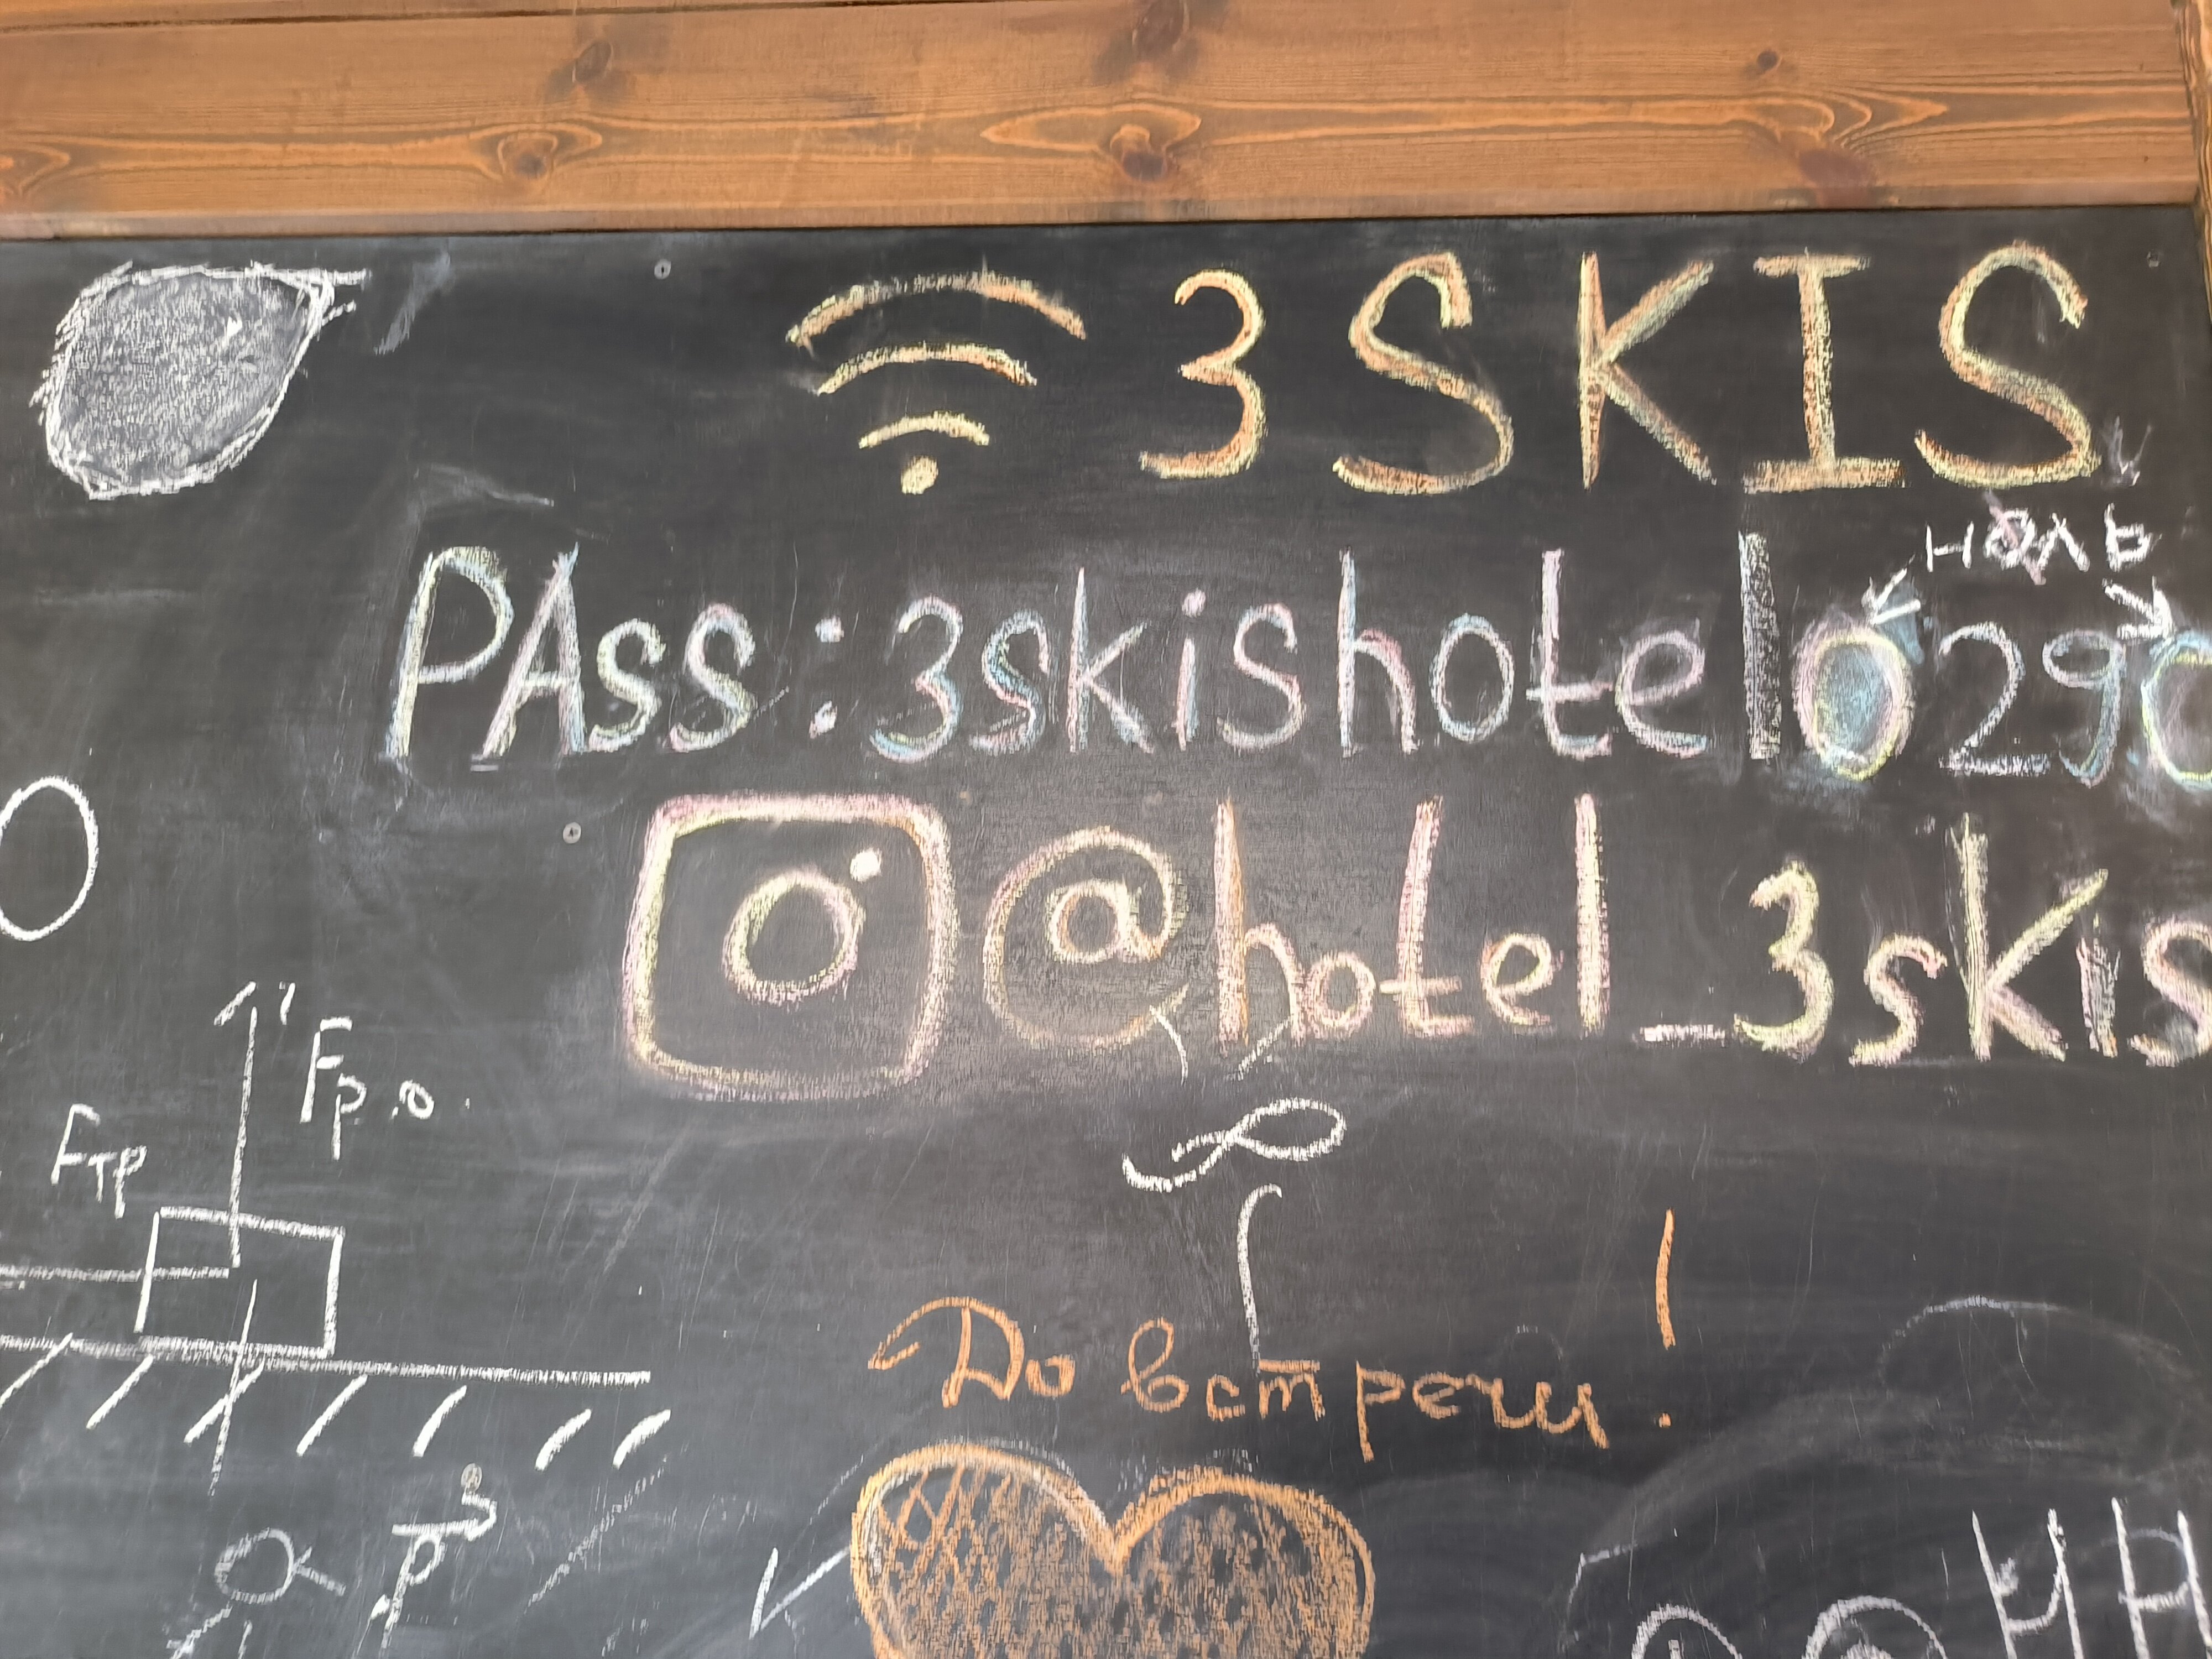 3SKIS
ноль
PAss:3skishotel0290
@hotel_3skis
Fр.о.
Fтр
До встречи!
P